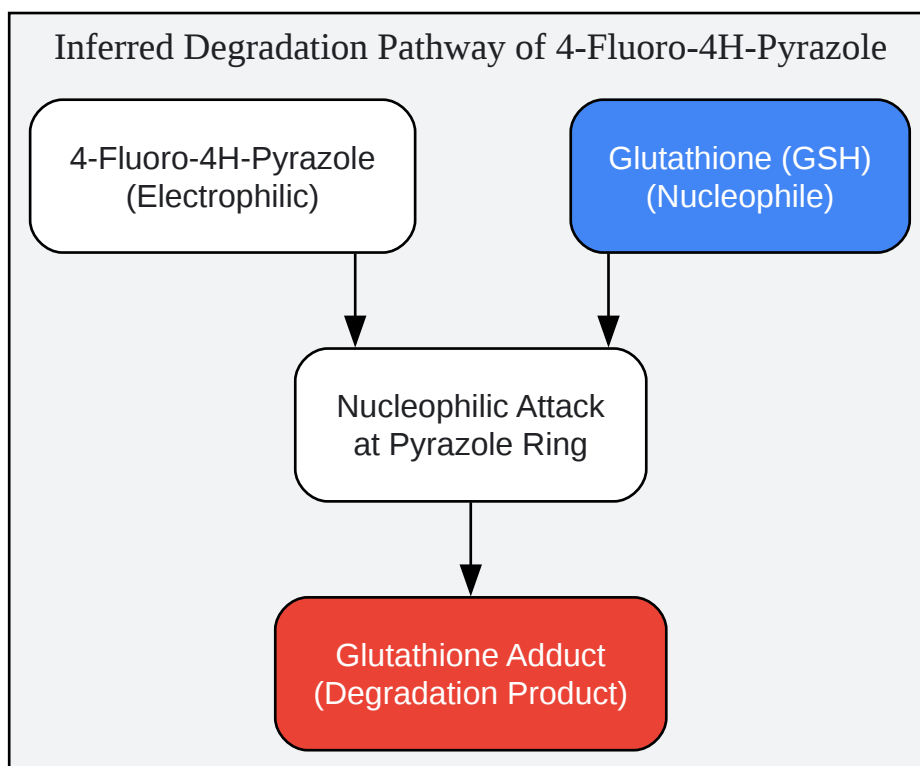 Inferred Degradation Pathway of 4-Fluoro-4H-Pyrazole
4-Fluoro-4H-Pyrazole
(Electrophilic)
Glutathione (GSH)
(Nucleophile)
Nucleophilic Attack
at Pyrazole Ring
Glutathione Adduct
(Degradation Product)